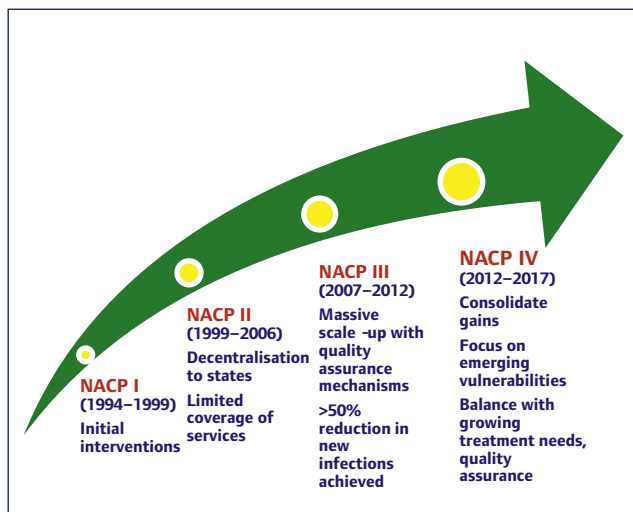 NACP I
(1994–1999)
Initial
interventions
NACP II
(1999–2006)
Decentralisation
to states
Limited
coverage of
services
NACP III
(2007–2012)
Massive
scale -up with
quality
assurance
mechanisms
>50%
reduction in
new
infections
achieved
NACP IV
(2012–2017)
Consolidate
gains
Focus on
emerging
vulnerabilities
Balance with
growing
treatment needs,
quality
assurance